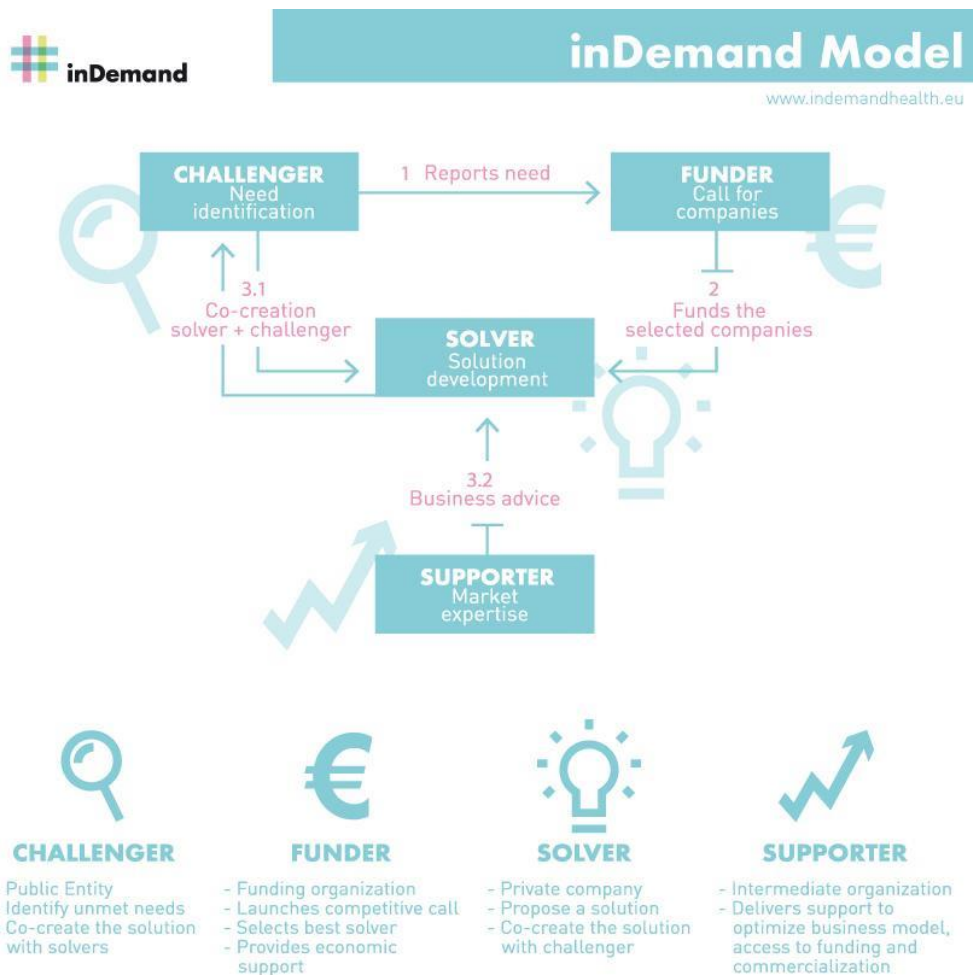 inDemand
inDemand Model
www.indemandhealth.eu
CHALLENGER
Need
identification
1 Reports need
FUNDER
Call for
companies
3.1
Co-creation
solver + challenger
2
Funds the
selected companies
SOLVER
Solution
development
3.2
Business advice
SUPPORTER
Market
expertise
CHALLENGER
Public Entity
Identify unmet needs
Co-create the solution
with solvers
FUNDER
- Funding organization
- Launches competitive call
- Selects best solver
- Provides economic
support
SOLVER
- Private company
- Propose a solution
- Co-create the solution
with challenger
SUPPORTER
- Intermediate organization
- Delivers support to
optimize business model,
access to funding and
commercialization